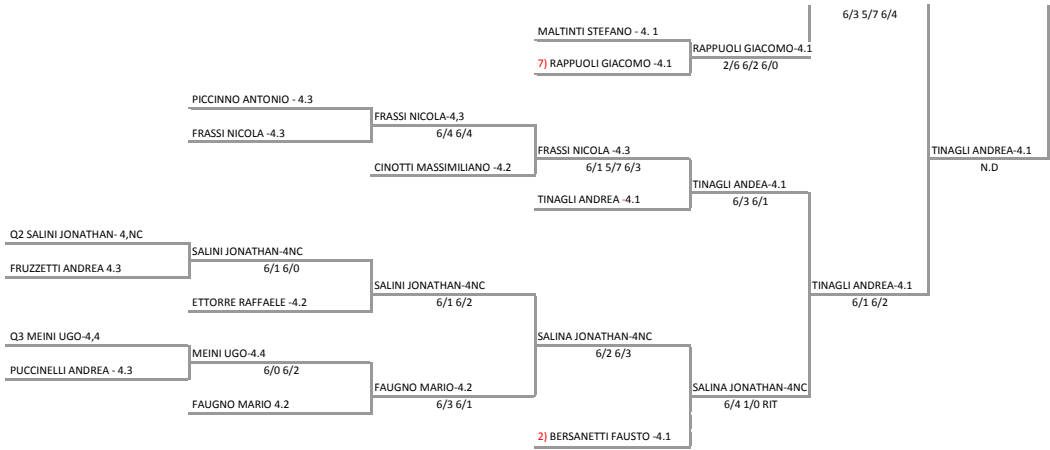 6/3 5/7 6/4
MALTINTI STEFANO - 4. 1
RAPPUOLI GIACOMO-4.1
7) RAPPUOLI GIACOMO -4.1
2/6 6/2 6/0
PICCINNO ANTONIO - 4.3
FRASSI NICOLA-4,3
FRASSI NICOLA -4.3
6/4 6/4
FRASSI NICOLA -4.3
TINAGLI ANDREA-4.1
CINOTTI MASSIMILIANO -4.2
6/1 5/7 6/3
N.D
TINAGLI ANDEA-4.1
TINAGLI ANDREA -4.1
6/3 6/1
Q2 SALINI JONATHAN- 4,NC
SALINI JONATHAN-4NC
FRUZZETTI ANDREA 4.3
6/1 6/0
SALINI JONATHAN-4NC
TINAGLI ANDREA-4.1
ETTORRE RAFFAELE -4.2
6/1 6/2
6/1 6/2
Q3 MEINI UGO-4,4
SALINA JONATHAN-4NC
MEINI UGO-4.4
6/2 6/3
PUCCINELLI ANDREA - 4.3
6/0 6/2
FAUGNO MARIO-4.2
SALINA JONATHAN-4NC
FAUGNO MARIO 4.2
6/3 6/1
6/4 1/0 RIT
2) BERSANETTI FAUSTO -4.1